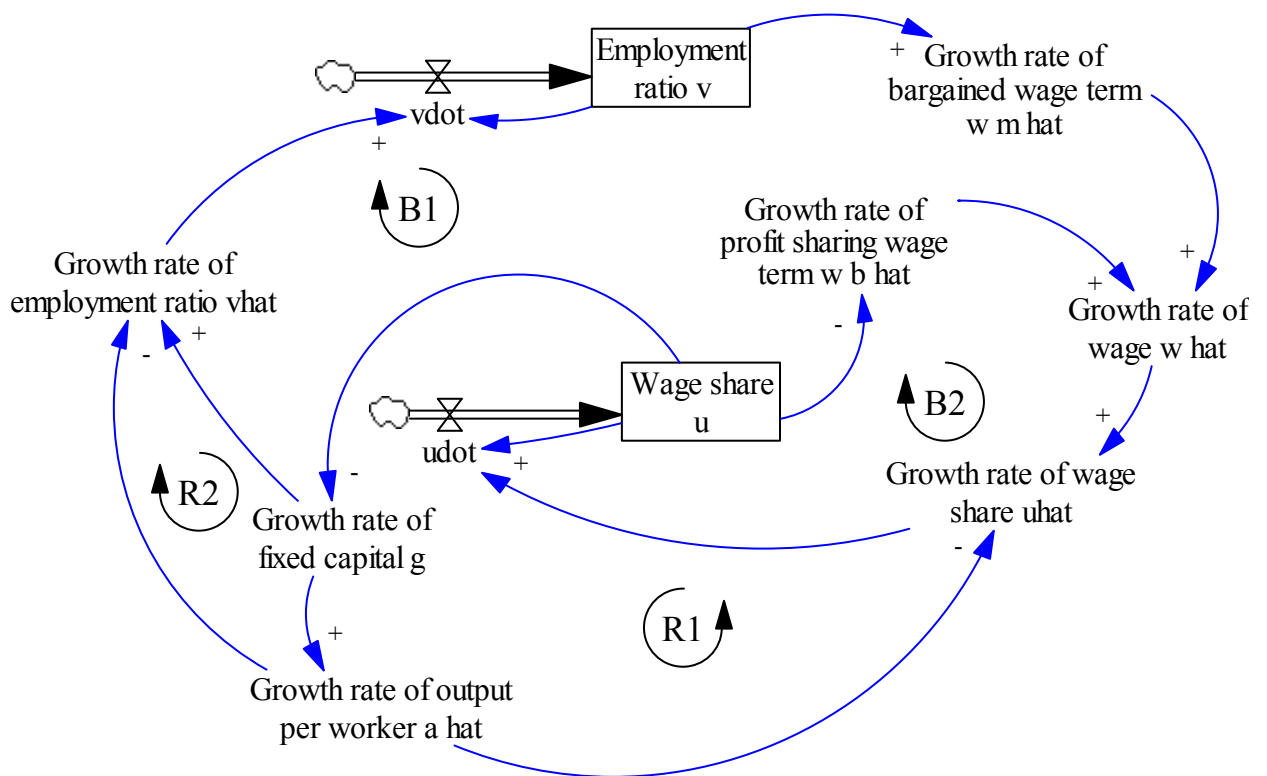 Employment
ratio v
+
Growth rate of
bargained wage term
w m hat
vdot
+
B1
Growth rate of
profit sharing wage
term w b hat
+
+
Growth rate of
employment ratio vhat
Growth rate of
wage w hat
-
+
-
Wage share
u
B2
+
udot
+
-
Growth rate of wage
share uhat
R2
Growth rate of
fixed capital g
-
+
R1
Growth rate of output
per worker a hat